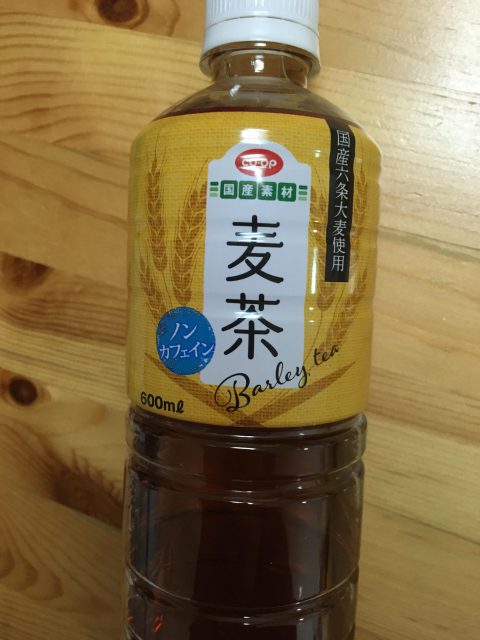 CO·OP
国産素材
国産六条大麦使用
麦茶
ノン
カフェイン
Barley tea
600ml